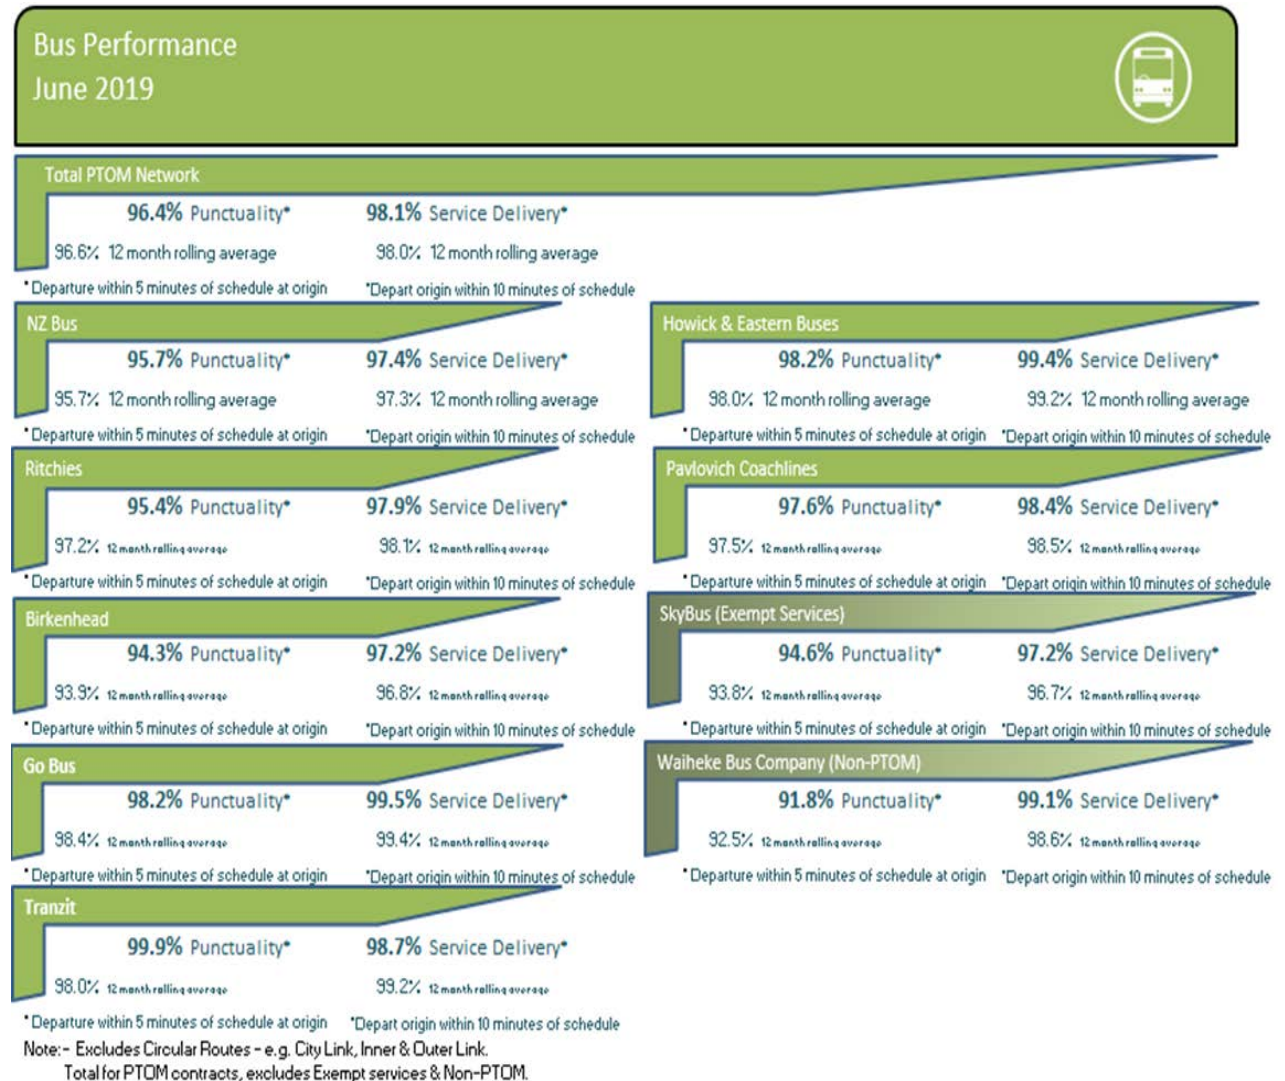 Bus Performance
June 2019
Total PTOM Network
96.4% Punctuality* 98.1% Service Delivery*
96.6% 12 month rolling average 98.0% 12 month rolling average
* Departure within 5 minutes of schedule at origin *Depart origin within 10 minutes of schedule
NZ Bus
95.7% Punctuality* 97.4% Service Delivery*
95.7% 12 month rolling average 97.3% 12 month rolling average
* Departure within 5 minutes of schedule at origin *Depart origin within 10 minutes of schedule
Howick & Eastern Buses
98.2% Punctuality* 99.4% Service Delivery*
98.0% 12 month rolling average 99.2% 12 month rolling average
* Departure within 5 minutes of schedule at origin *Depart origin within 10 minutes of schedule
Ritchies
95.4% Punctuality* 97.9% Service Delivery*
97.2% 12 month rolling average 98.1% 12 month rolling average
* Departure within 5 minutes of schedule at origin *Depart origin within 10 minutes of schedule
Pavlovich Coachlines
97.6% Punctuality* 98.4% Service Delivery*
97.5% 12 month rolling average 98.5% 12 month rolling average
* Departure within 5 minutes of schedule at origin *Depart origin within 10 minutes of schedule
Birkenhead
94.3% Punctuality* 97.2% Service Delivery*
93.9% 12 month rolling average 96.8% 12 month rolling average
* Departure within 5 minutes of schedule at origin *Depart origin within 10 minutes of schedule
SkyBus (Exempt Services)
94.6% Punctuality* 97.2% Service Delivery*
93.8% 12 month rolling average 96.7% 12 month rolling average
* Departure within 5 minutes of schedule at origin *Depart origin within 10 minutes of schedule
Go Bus
98.2% Punctuality* 99.5% Service Delivery*
98.4% 12 month rolling average 99.4% 12 month rolling average
* Departure within 5 minutes of schedule at origin *Depart origin within 10 minutes of schedule
Waiheke Bus Company (Non-PTOM)
91.8% Punctuality* 99.1% Service Delivery*
92.5% 12 month rolling average 98.6% 12 month rolling average
* Departure within 5 minutes of schedule at origin *Depart origin within 10 minutes of schedule
Tranzit
99.9% Punctuality* 98.7% Service Delivery*
98.0% 12 month rolling average 99.2% 12 month rolling average
* Departure within 5 minutes of schedule at origin *Depart origin within 10 minutes of schedule
Note:- Excludes Circular Routes - e.g. City Link, Inner & Outer Link.
Total for PTOM contracts, excludes Exempt services & Non-PTOM.